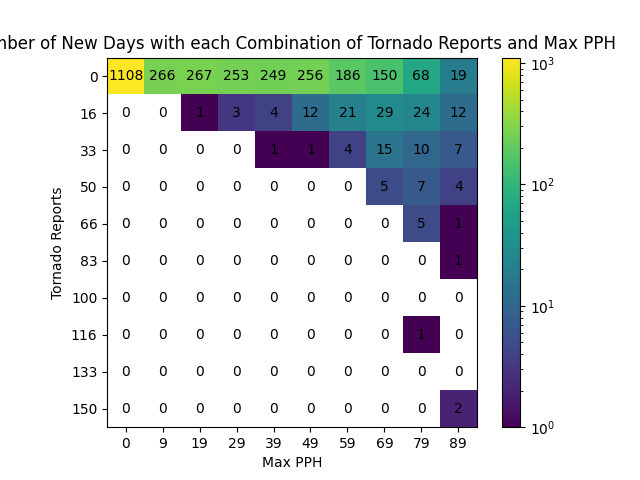 nber of New Days with each Combination of Tornado Reports and Max PPH
0 1108 266 267 253 249 256 186 150 68 19
16 0 0 1 3 4 12 21 29 24 12
33 0 0 0 0 1 1 4 15 10 7
50 0 0 0 0 0 0 0 5 7 4
66 0 0 0 0 0 0 0 0 5 1
83 0 0 0 0 0 0 0 0 0 1
100 0 0 0 0 0 0 0 0 0 0
116 0 0 0 0 0 0 0 0 1 0
133 0 0 0 0 0 0 0 0 0 0
150 0 0 0 0 0 0 0 0 0 2
0 9 19 29 39 49 59 69 79 89
Max PPH
Tornado Reports
10³
10²
10¹
10⁰